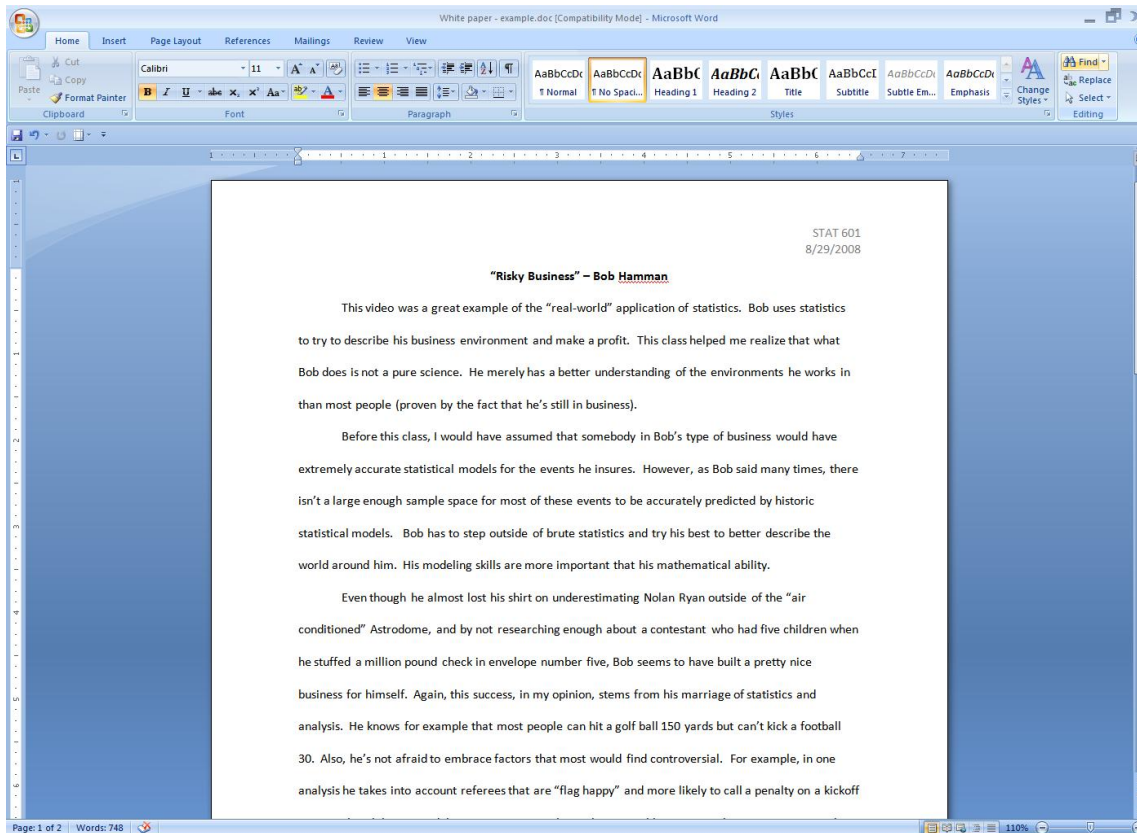 White paper - example.doc [Compatibility Mode] - Microsoft Word
Home Insert Page Layout References Mailings Review View
Paste
Cut
Copy
Format Painter
Clipboard
Calibri 11
B I U abc x₂ x² Aa
Font
Paragraph
AaBbCcDc AaBbCcDc AaBbC AaBbC AaBbC AaBbCcI AaBbCcDc AaBbCcDc
¶ Normal ¶ No Spaci... Heading 1 Heading 2 Title Subtitle Subtle Em... Emphasis
Change Styles
Styles
Find
Replace
Select
Editing
1 1 2 3 4 5 6 7
STAT 601
8/29/2008
“Risky Business” – Bob Hamman
This video was a great example of the “real-world” application of statistics. Bob uses statistics
to try to describe his business environment and make a profit. This class helped me realize that what
Bob does is not a pure science. He merely has a better understanding of the environments he works in
than most people (proven by the fact that he’s still in business).
Before this class, I would have assumed that somebody in Bob’s type of business would have
extremely accurate statistical models for the events he insures. However, as Bob said many times, there
isn’t a large enough sample space for most of these events to be accurately predicted by historic
statistical models. Bob has to step outside of brute statistics and try his best to better describe the
world around him. His modeling skills are more important that his mathematical ability.
Even though he almost lost his shirt on underestimating Nolan Ryan outside of the “air
conditioned” Astrodome, and by not researching enough about a contestant who had five children when
he stuffed a million pound check in envelope number five, Bob seems to have built a pretty nice
business for himself. Again, this success, in my opinion, stems from his marriage of statistics and
analysis. He knows for example that most people can hit a golf ball 150 yards but can’t kick a football
30. Also, he’s not afraid to embrace factors that most would find controversial. For example, in one
analysis he takes into account referees that are “flag happy” and more likely to call a penalty on a kickoff
Page: 1 of 2 Words: 748 110%